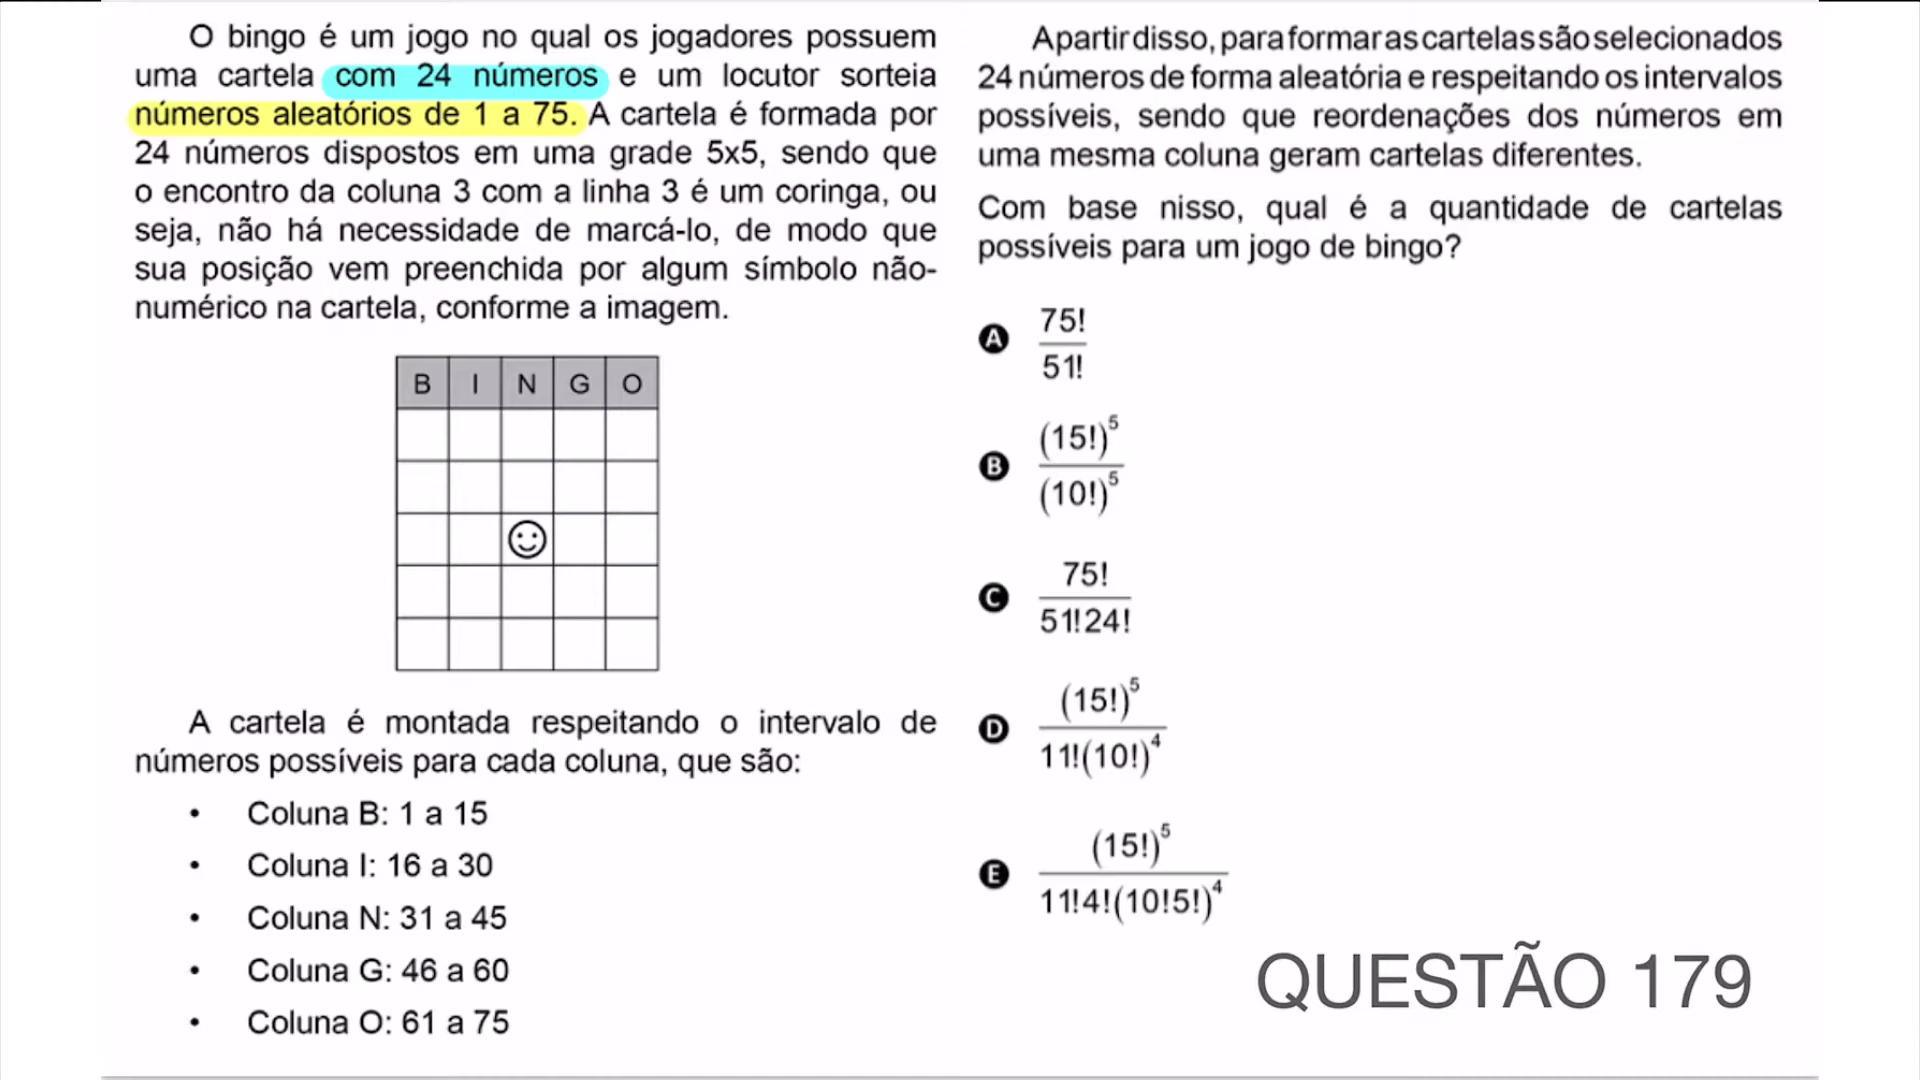 O bingo é um jogo no qual os jogadores possuem
uma cartela com 24 números e um locutor sorteia
números aleatórios de 1 a 75. A cartela é formada por
24 números dispostos em uma grade 5x5, sendo que
o encontro da coluna 3 com a linha 3 é um coringa, ou
seja, não há necessidade de marcá-lo, de modo que
sua posição vem preenchida por algum símbolo não-
numérico na cartela, conforme a imagem.
B I N G O
A cartela é montada respeitando o intervalo de
números possíveis para cada coluna, que são:
• Coluna B: 1 a 15
• Coluna I: 16 a 30
• Coluna N: 31 a 45
• Coluna G: 46 a 60
• Coluna O: 61 a 75
A partir disso, para formar as cartelas são selecionados
24 números de forma aleatória e respeitando os intervalos
possíveis, sendo que reordenações dos números em
uma mesma coluna geram cartelas diferentes.
Com base nisso, qual é a quantidade de cartelas
possíveis para um jogo de bingo?
A
75!
51!
B
(15!)⁵
(10!)⁵
C
75!
51!24!
D
(15!)⁵
11!(10!)⁴
E
(15!)⁵
11!4!(10!5!)⁴
QUESTÃO 179